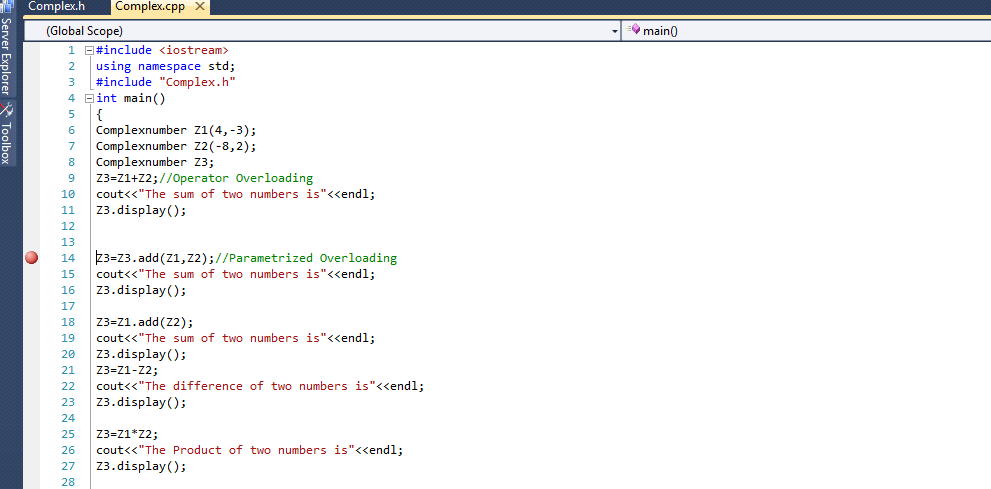 Complex.h
Complex.cpp
Server Explorer
Toolbox
(Global Scope)
main()
1 #include <iostream>
2 using namespace std;
3 #include "Complex.h"
4 int main()
5 {
6 Complexnumber Z1(4,-3);
7 Complexnumber Z2(-8,2);
8 Complexnumber Z3;
9 Z3=Z1+Z2;//Operator Overloading
10 cout<<"The sum of two numbers is"<<endl;
11 Z3.display();
12
13
14 Z3=Z3.add(Z1,Z2);//Parametrized Overloading
15 cout<<"The sum of two numbers is"<<endl;
16 Z3.display();
17
18 Z3=Z1.add(Z2);
19 cout<<"The sum of two numbers is"<<endl;
20 Z3.display();
21 Z3=Z1-Z2;
22 cout<<"The difference of two numbers is"<<endl;
23 Z3.display();
24
25 Z3=Z1*Z2;
26 cout<<"The Product of two numbers is"<<endl;
27 Z3.display();
28